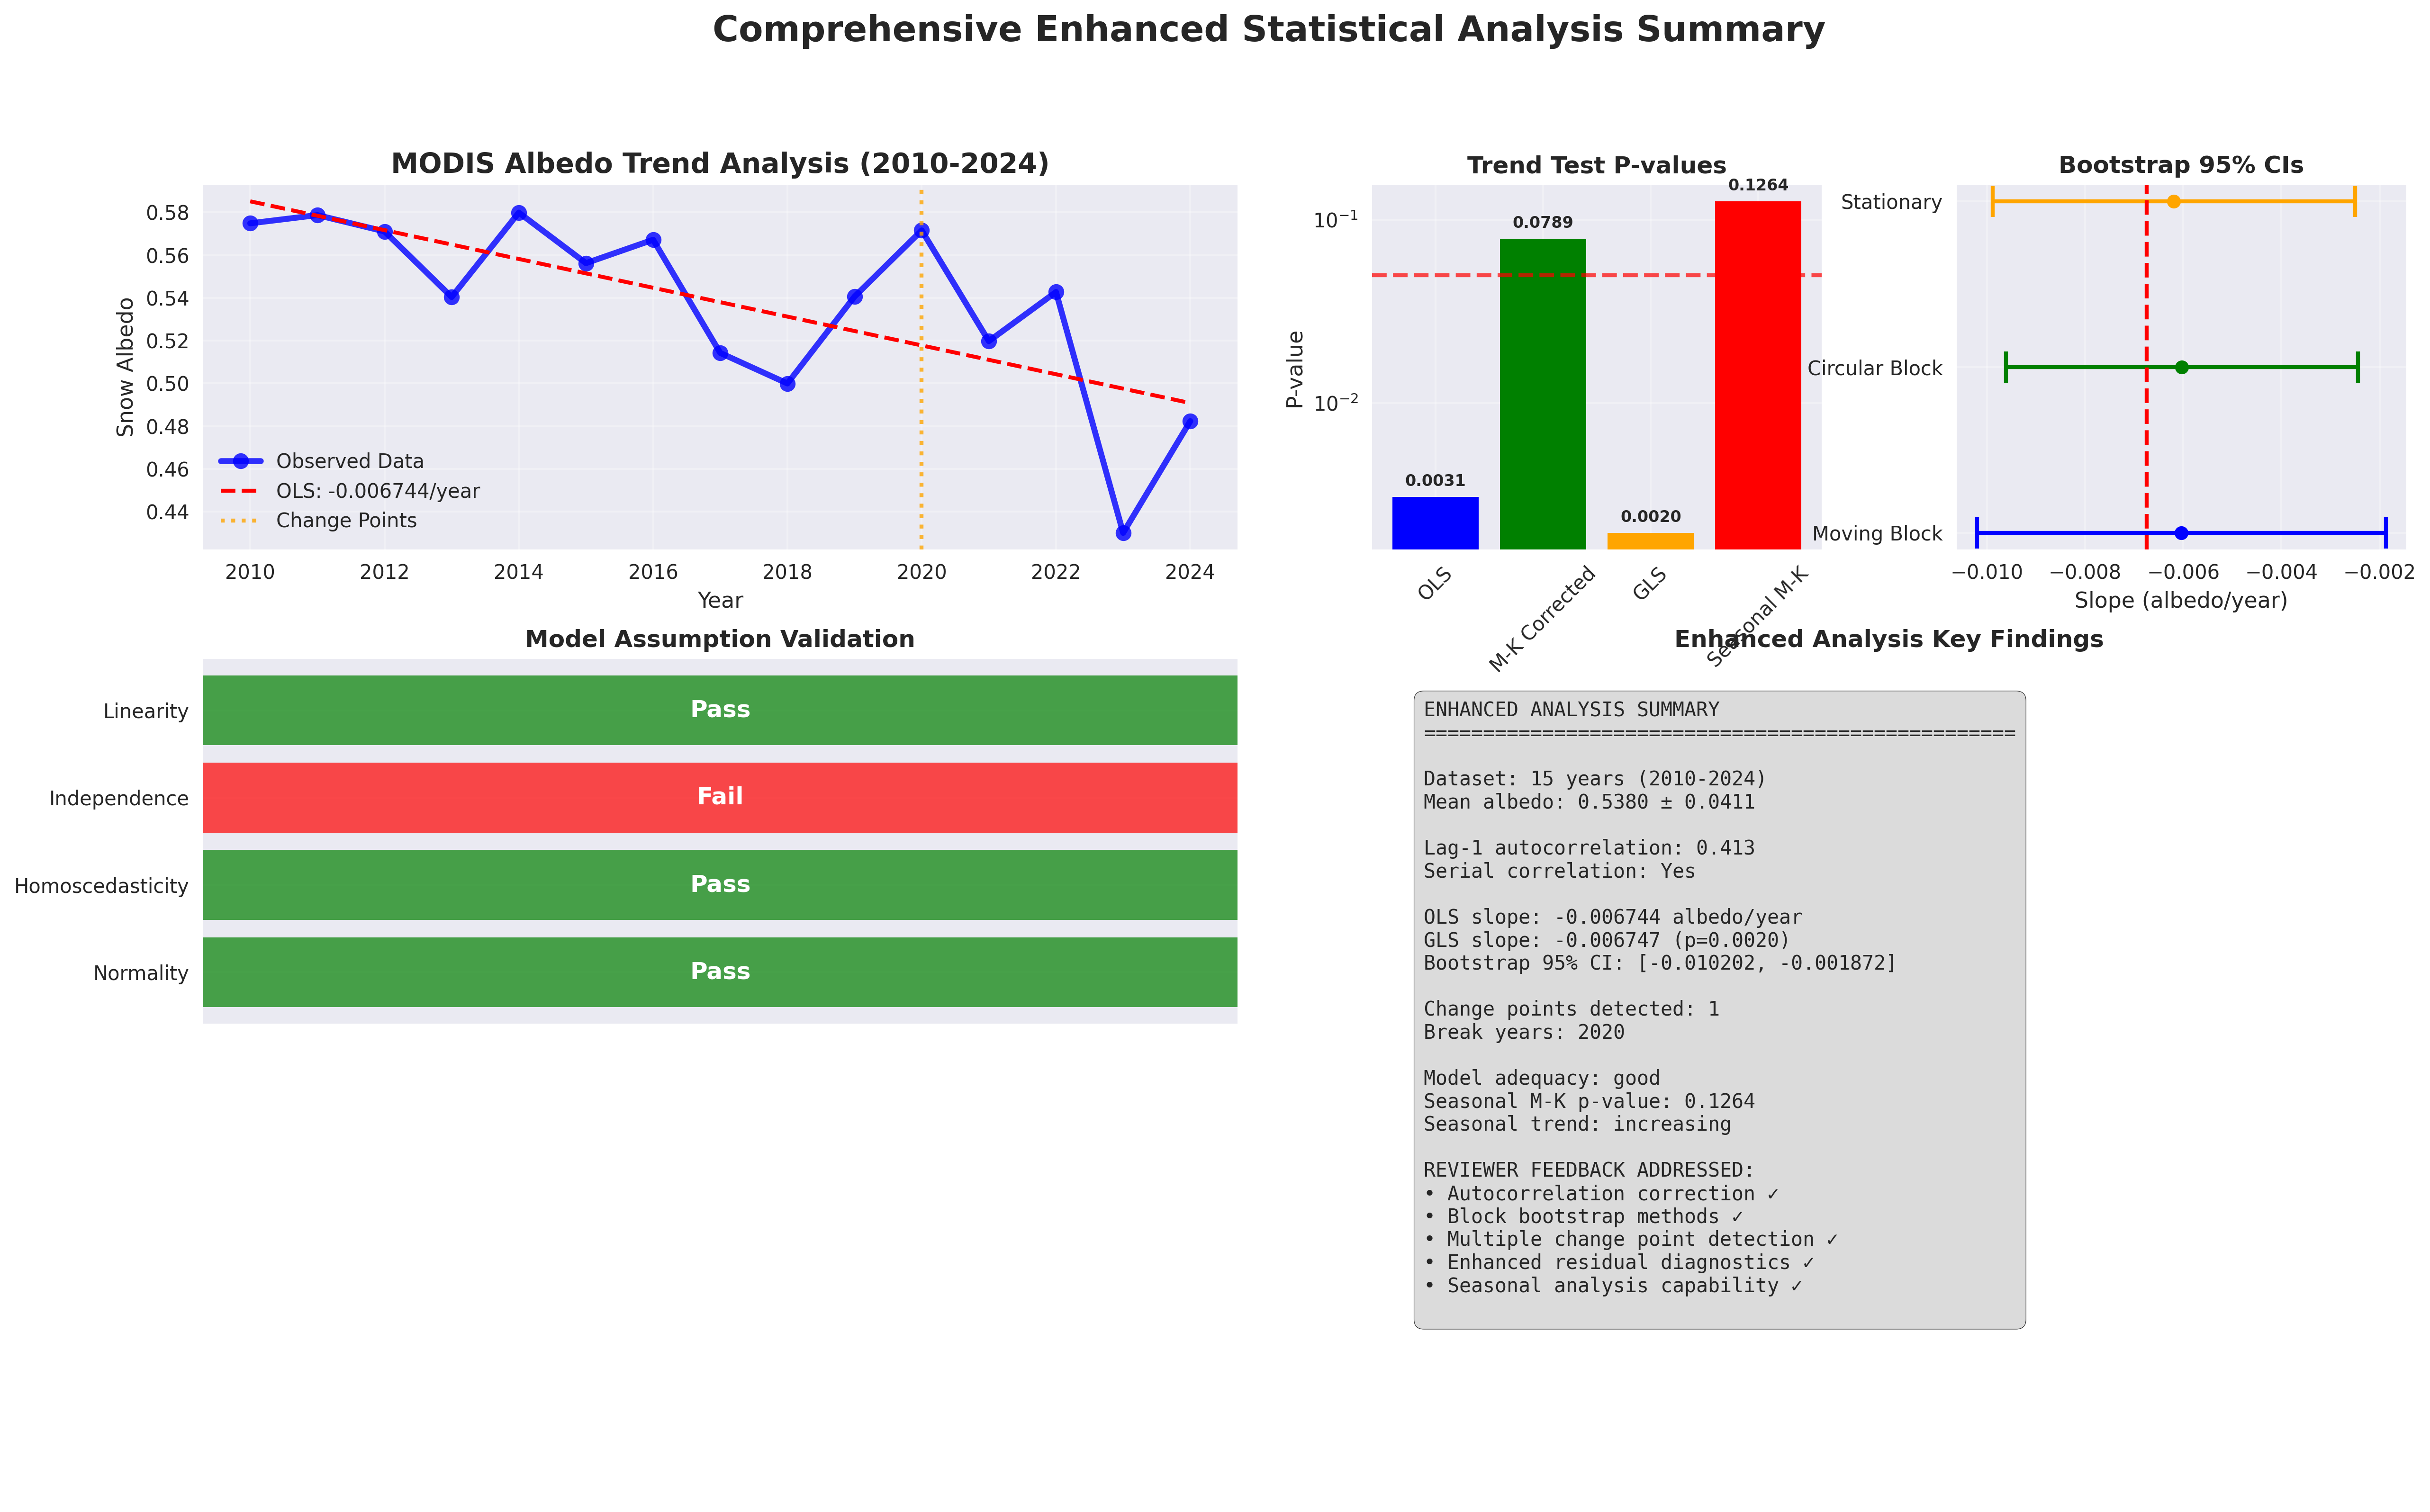 Comprehensive Enhanced Statistical Analysis Summary
MODIS Albedo Trend Analysis (2010-2024)
Snow Albedo
0.58
0.56
0.54
0.52
0.50
0.48
0.46
0.44
Observed Data
OLS: -0.006744/year
Change Points
2010 2012 2014 2016 2018 2020 2022 2024
Year
Trend Test P-values
P-value
10⁻¹
10⁻²
0.0031
0.0789
0.0020
0.1264
OLS
M-K Corrected
GLS
Seasonal M-K
Bootstrap 95% CIs
Stationary
Circular Block
Moving Block
−0.010 −0.008 −0.006 −0.004 −0.002
Slope (albedo/year)
Model Assumption Validation
Linearity
Pass
Independence
Fail
Homoscedasticity
Pass
Normality
Pass
Enhanced Analysis Key Findings
ENHANCED ANALYSIS SUMMARY
==================================================
Dataset: 15 years (2010-2024)
Mean albedo: 0.5380 ± 0.0411
Lag-1 autocorrelation: 0.413
Serial correlation: Yes
OLS slope: -0.006744 albedo/year
GLS slope: -0.006747 (p=0.0020)
Bootstrap 95% CI: [-0.010202, -0.001872]
Change points detected: 1
Break years: 2020
Model adequacy: good
Seasonal M-K p-value: 0.1264
Seasonal trend: increasing
REVIEWER FEEDBACK ADDRESSED:
• Autocorrelation correction ✓
• Block bootstrap methods ✓
• Multiple change point detection ✓
• Enhanced residual diagnostics ✓
• Seasonal analysis capability ✓